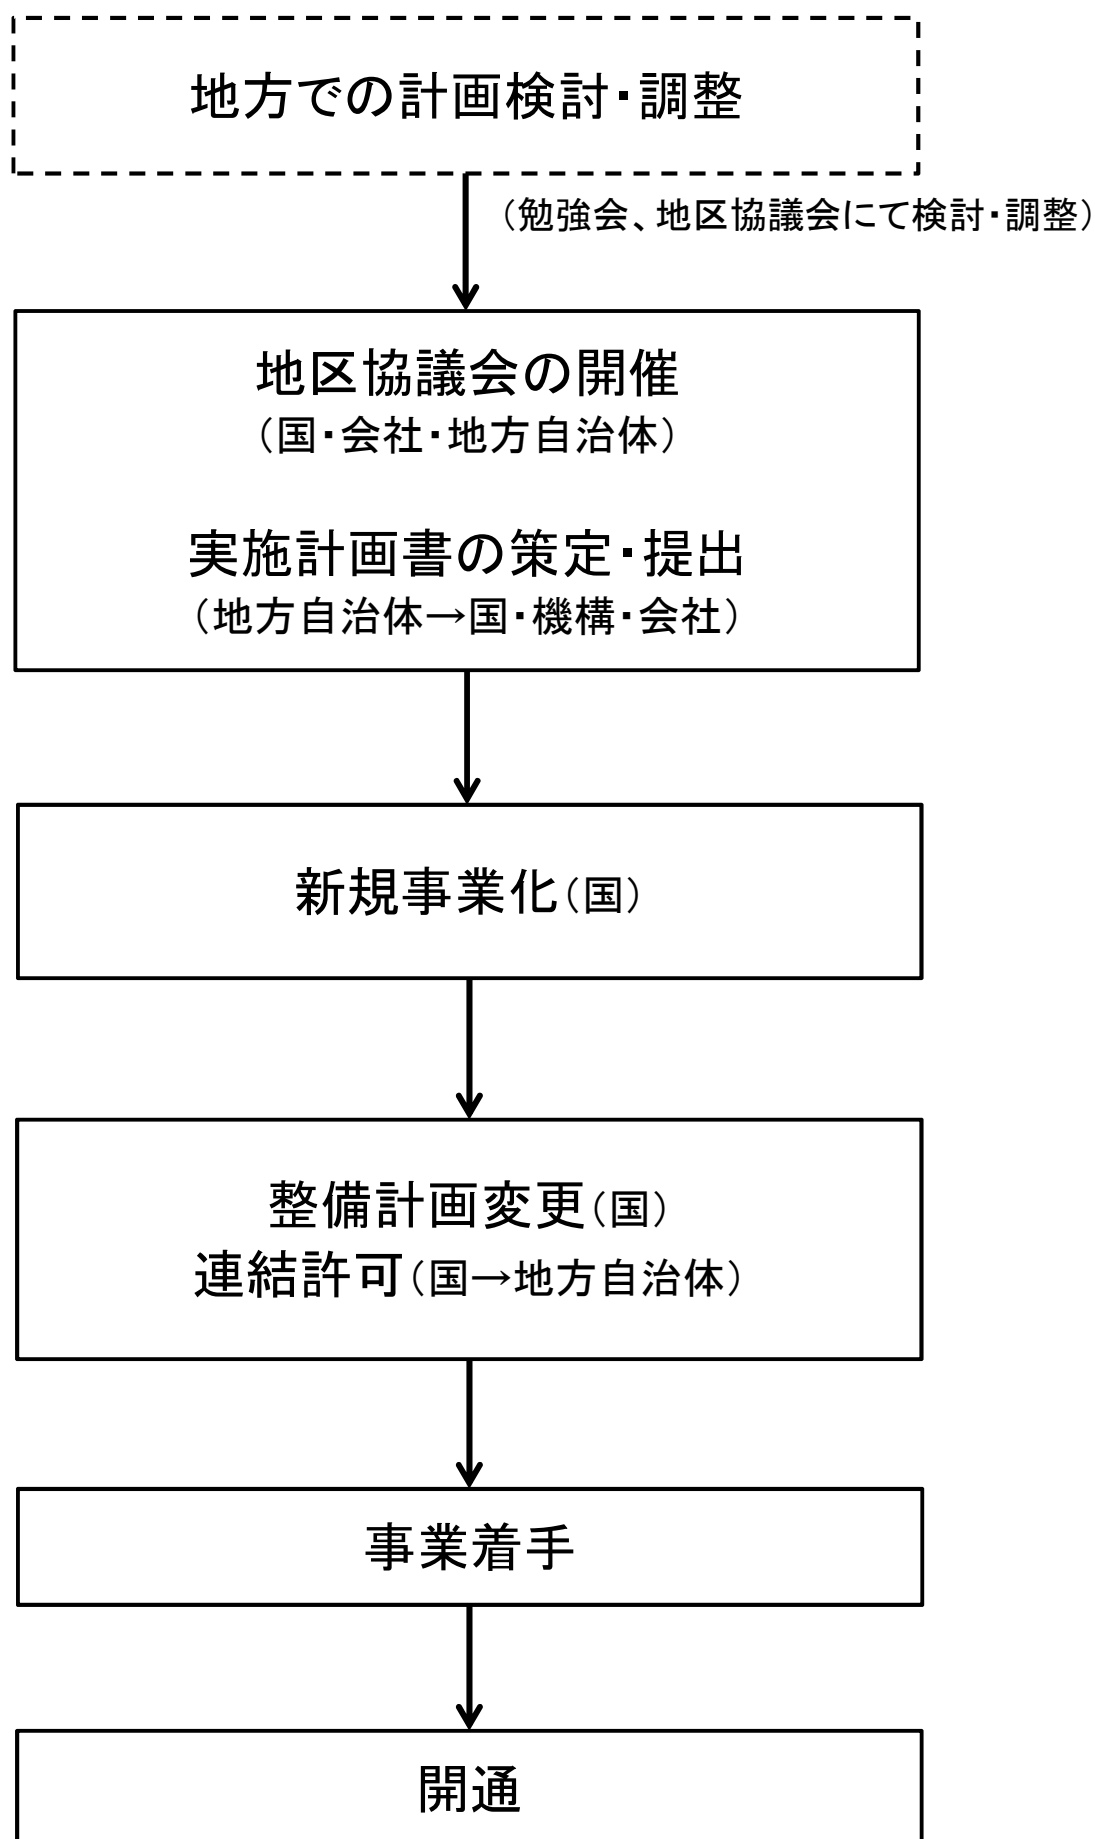 地方での計画検討･調整
（勉強会、地区協議会にて検討･調整）
地区協議会の開催
（国･会社･地方自治体）
実施計画書の策定･提出
（地方自治体→国･機構･会社）
新規事業化（国）
整備計画変更（国）
連結許可（国→地方自治体）
事業着手
開通